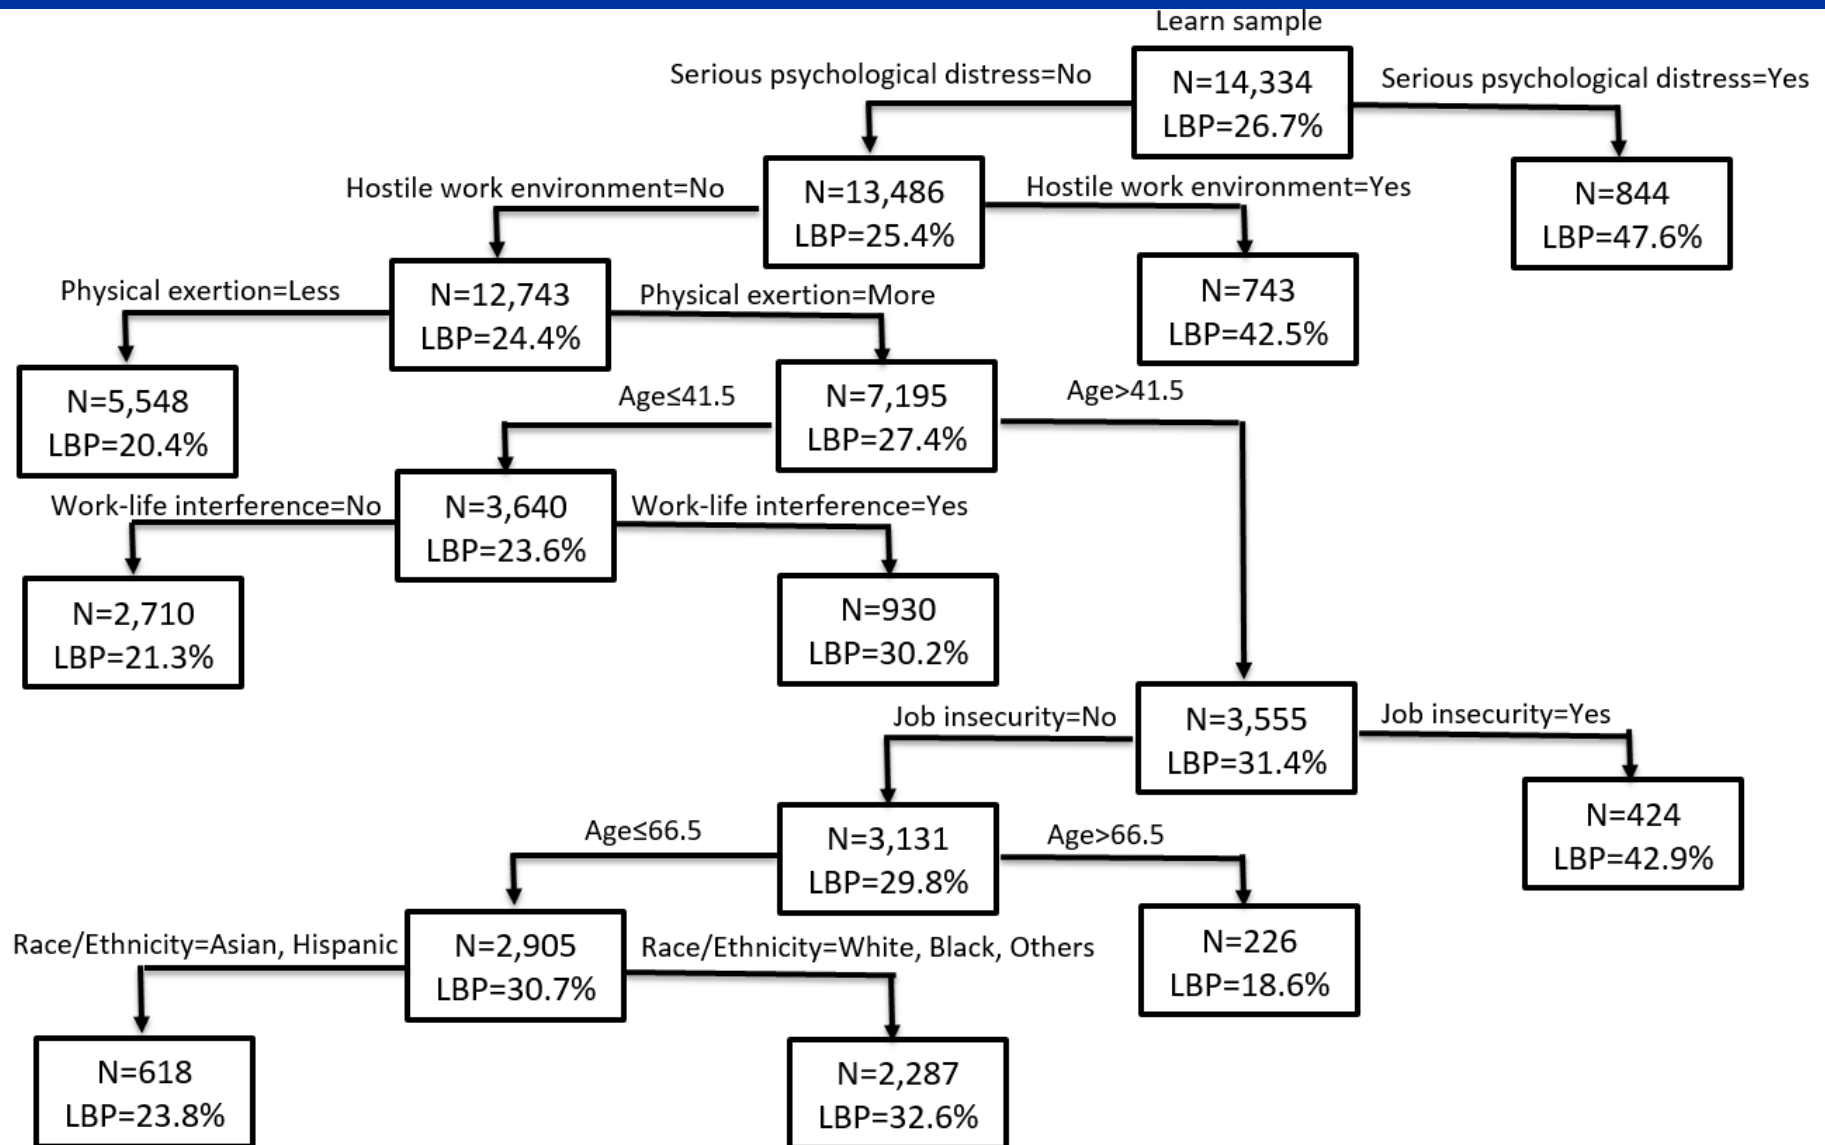 Learn sample
N=14,334
LBP=26.7%
Serious psychological distress=No
Serious psychological distress=Yes
N=13,486
LBP=25.4%
N=844
LBP=47.6%
Hostile work environment=No
Hostile work environment=Yes
N=12,743
LBP=24.4%
N=743
LBP=42.5%
Physical exertion=Less
Physical exertion=More
N=5,548
LBP=20.4%
N=7,195
LBP=27.4%
Age≤41.5
Age>41.5
N=3,640
LBP=23.6%
Work-life interference=No
Work-life interference=Yes
N=2,710
LBP=21.3%
N=930
LBP=30.2%
N=3,555
LBP=31.4%
Job insecurity=No
Job insecurity=Yes
N=3,131
LBP=29.8%
N=424
LBP=42.9%
Age≤66.5
Age>66.5
N=2,905
LBP=30.7%
N=226
LBP=18.6%
Race/Ethnicity=Asian, Hispanic
Race/Ethnicity=White, Black, Others
N=618
LBP=23.8%
N=2,287
LBP=32.6%